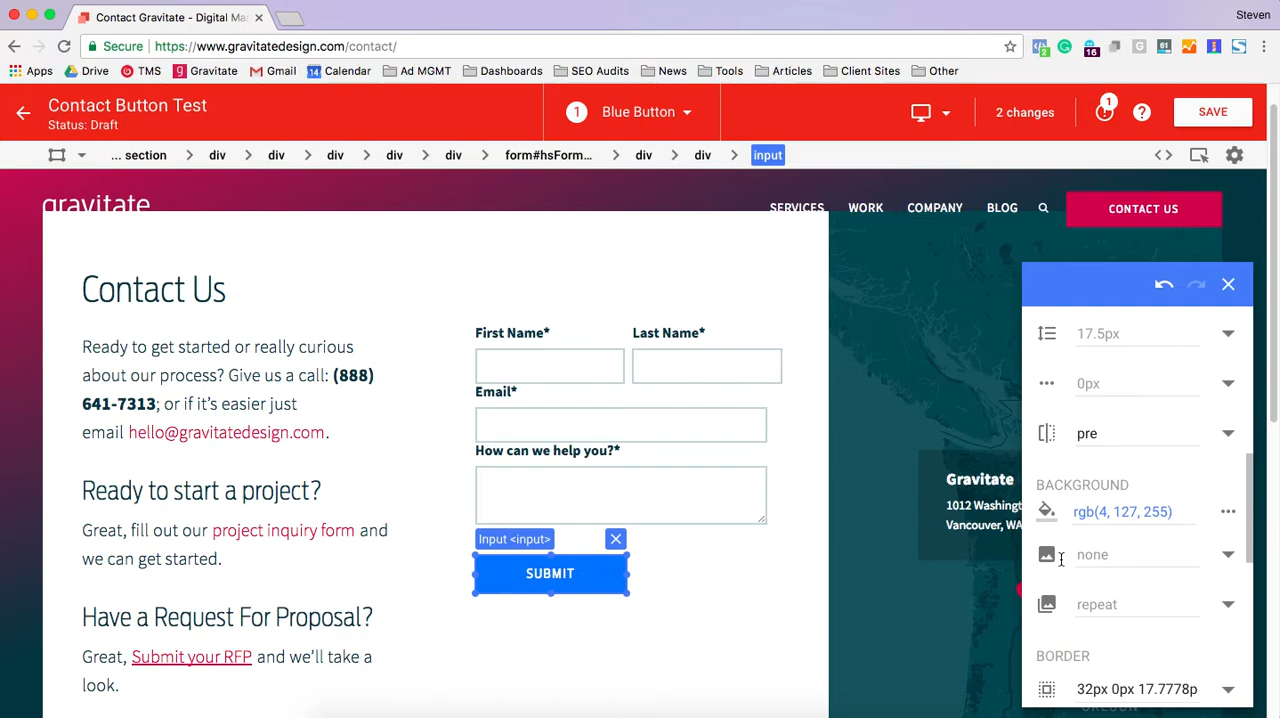 Contact Gravitate - Digital Ma
Steven
Secure
https://www.gravitatedesign.com/contact/
2
16
61
Apps
Drive
TMS
Gravitate
Gmail
14 Calendar
Ad MGMT
Dashboards
SEO Audits
News
Tools
Articles
Client Sites
Other
Contact Button Test
Status: Draft
1 Blue Button
2 changes
1
SAVE
... section
div
div
div
div
div
form#hsForm...
div
div
input
gravitate
SERVICES
WORK
COMPANY
BLOG
CONTACT US
Contact Us
Ready to get started or really curious
about our process? Give us a call: (888)
641-7313; or if it's easier just
email hello@gravitatedesign.com.
Ready to start a project?
Great, fill out our project inquiry form and
we can get started.
Have a Request For Proposal?
Great, Submit your RFP and we'll take a
look.
First Name*
Last Name*
Email*
How can we help you?*
Input <input>
SUBMIT
Gravitate
1012 Washingt
Vancouver, WA
17.5px
0px
pre
BACKGROUND
rgb(4, 127, 255)
none
repeat
BORDER
32px 0px 17.7778p
OREGON